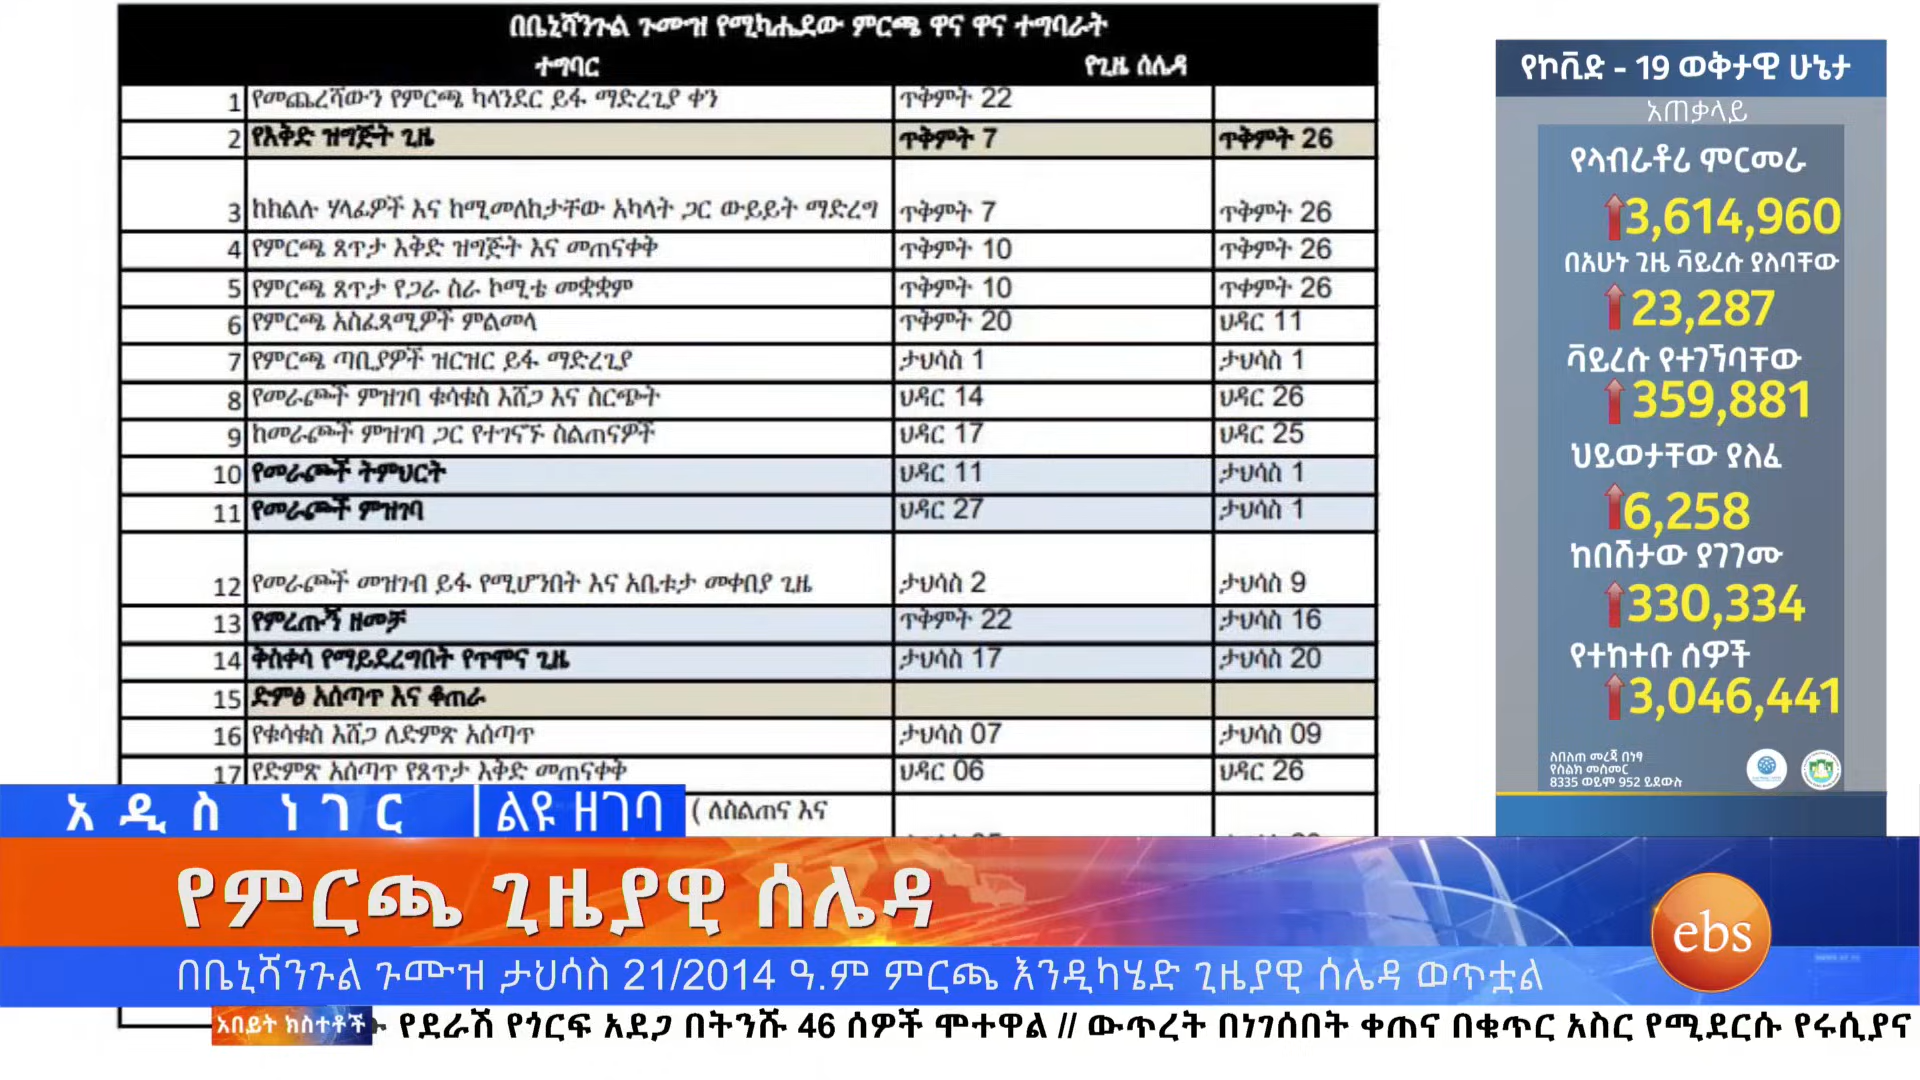 በቤኒሻንጉል ጉሙዝ የሚካሔደው ምርጫ ዋና ዋና ተግባራት
ተግባር የጊዜ ሰሌዳ
1 የመጨረሻውን የምርጫ ካላንደር ይፋ ማድረጊያ ቀን ጥቅምት 22
2 የእቅድ ዝግጅት ጊዜ ጥቅምት 7 ጥቅምት 26
3 ከክልሉ ሃላፊዎች እና ከሚመለከታቸው አካላት ጋር ውይይት ማድረግ ጥቅምት 7 ጥቅምት 26
4 የምርጫ ጸጥታ እቅድ ዝግጅት እና መጠናቀቅ ጥቅምት 10 ጥቅምት 26
5 የምርጫ ጸጥታ የጋራ ስራ ኮሚቴ መቋቋም ጥቅምት 10 ጥቅምት 26
6 የምርጫ አስፈጻሚዎች ምልመላ ጥቅምት 20 ህዳር 11
7 የምርጫ ጣቢያዎች ዝርዝር ይፋ ማድረጊያ ታህሳስ 1 ታህሳስ 1
8 የመራጮች ምዝገባ ቁሳቁስ እሸጋ እና ስርጭት ህዳር 14 ህዳር 26
9 ከመራጮች ምዝገባ ጋር የተገናኙ ስልጠናዎች ህዳር 17 ህዳር 25
10 የመራጮች ትምህርት ህዳር 11 ታህሳስ 1
11 የመራጮች ምዝገባ ህዳር 27 ታህሳስ 1
12 የመራጮች መዝገብ ይፋ የሚሆንበት እና አቤቱታ መቀበያ ጊዜ ታህሳስ 2 ታህሳስ 9
13 የምረጡኝ ዘመቻ ጥቅምት 22 ታህሳስ 16
14 ቅስቀሳ የማይደረግበት የጥሞና ጊዜ ታህሳስ 17 ታህሳስ 20
15 ድምፅ አሰጣጥ እና ቆጠራ
16 የቁሳቁስ እሸጋ ለድምጽ አሰጣጥ ታህሳስ 07 ታህሳስ 09
17 የድምጽ አሰጣጥ የጸጥታ እቅድ መጠናቀቅ ህዳር 06 ህዳር 26
( ለስልጠና እና
የኮቪድ - 19 ወቅታዊ ሁኔታ
አጠቃላይ
የላብራቶሪ ምርመራ
3,614,960
በአሁኑ ጊዜ ቫይረሱ ያለባቸው
23,287
ቫይረሱ የተገኘባቸው
359,881
ህይወታቸው ያለፈ
6,258
ከበሽታው ያገገሙ
330,334
የተከተቡ ሰዎች
3,046,441
ለበለጠ መረጃ በነፃ
የስልክ መስመር
8335 ወይም 952 ይደውሉ
አዲስ ነገር | ልዩ ዘገባ
የምርጫ ጊዜያዊ ሰሌዳ
ebs
በቤኒሻንጉል ጉሙዝ ታህሳስ 21/2014 ዓ.ም ምርጫ እንዲካሄድ ጊዜያዊ ሰሌዳ ወጥቷል
አበይት ክስተቶች - የደራሽ የጎርፍ አደጋ በትንሹ 46 ሰዎች ሞተዋል // ውጥረት በነገሰበት ቀጠና በቁጥር አስር የሚደርሱ የሩሲያና